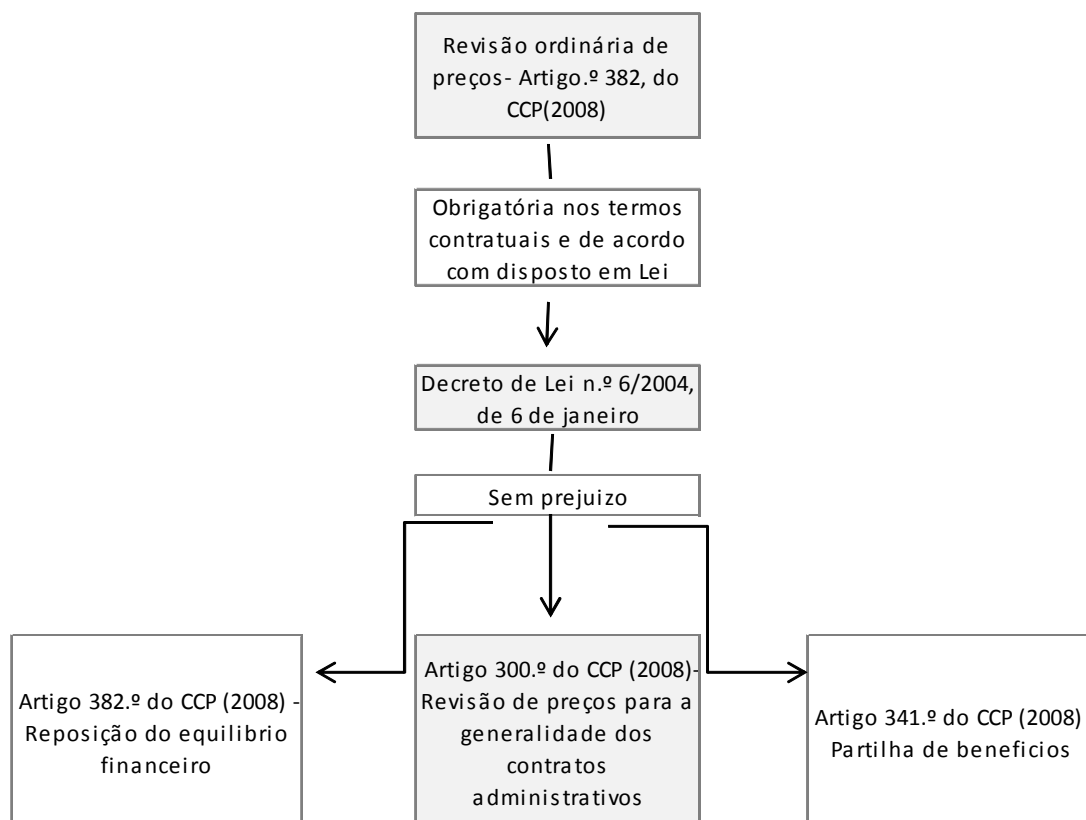 Revisão ordinária de
preços- Artigo.º 382, do
CCP(2008)
Obrigatória nos termos
contratuais e de acordo
com disposto em Lei
Decreto de Lei n.º 6/2004,
de 6 de janeiro
Sem prejuizo
Artigo 382.º do CCP (2008) -
Reposição do equilibrio
financeiro
Artigo 300.º do CCP (2008)-
Revisão de preços para a
generalidade dos
contratos
administrativos
Artigo 341.º do CCP (2008)
Partilha de beneficios